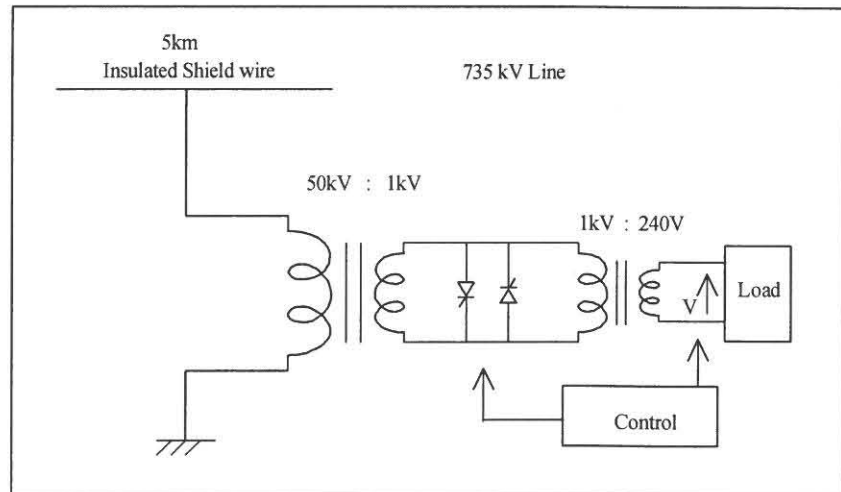 5km
Insulated Shield wire
735 kV Line
50kV : 1kV
1kV : 240V
V
Load
Control